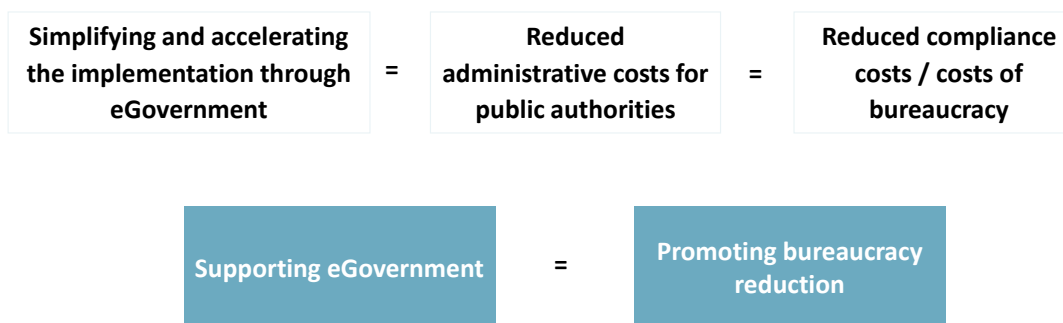 Simplifying and accelerating
the implementation through
eGovernment
=
Reduced
administrative costs for
public authorities
=
Reduced compliance
costs / costs of
bureaucracy
Supporting eGovernment
=
Promoting bureaucracy
reduction